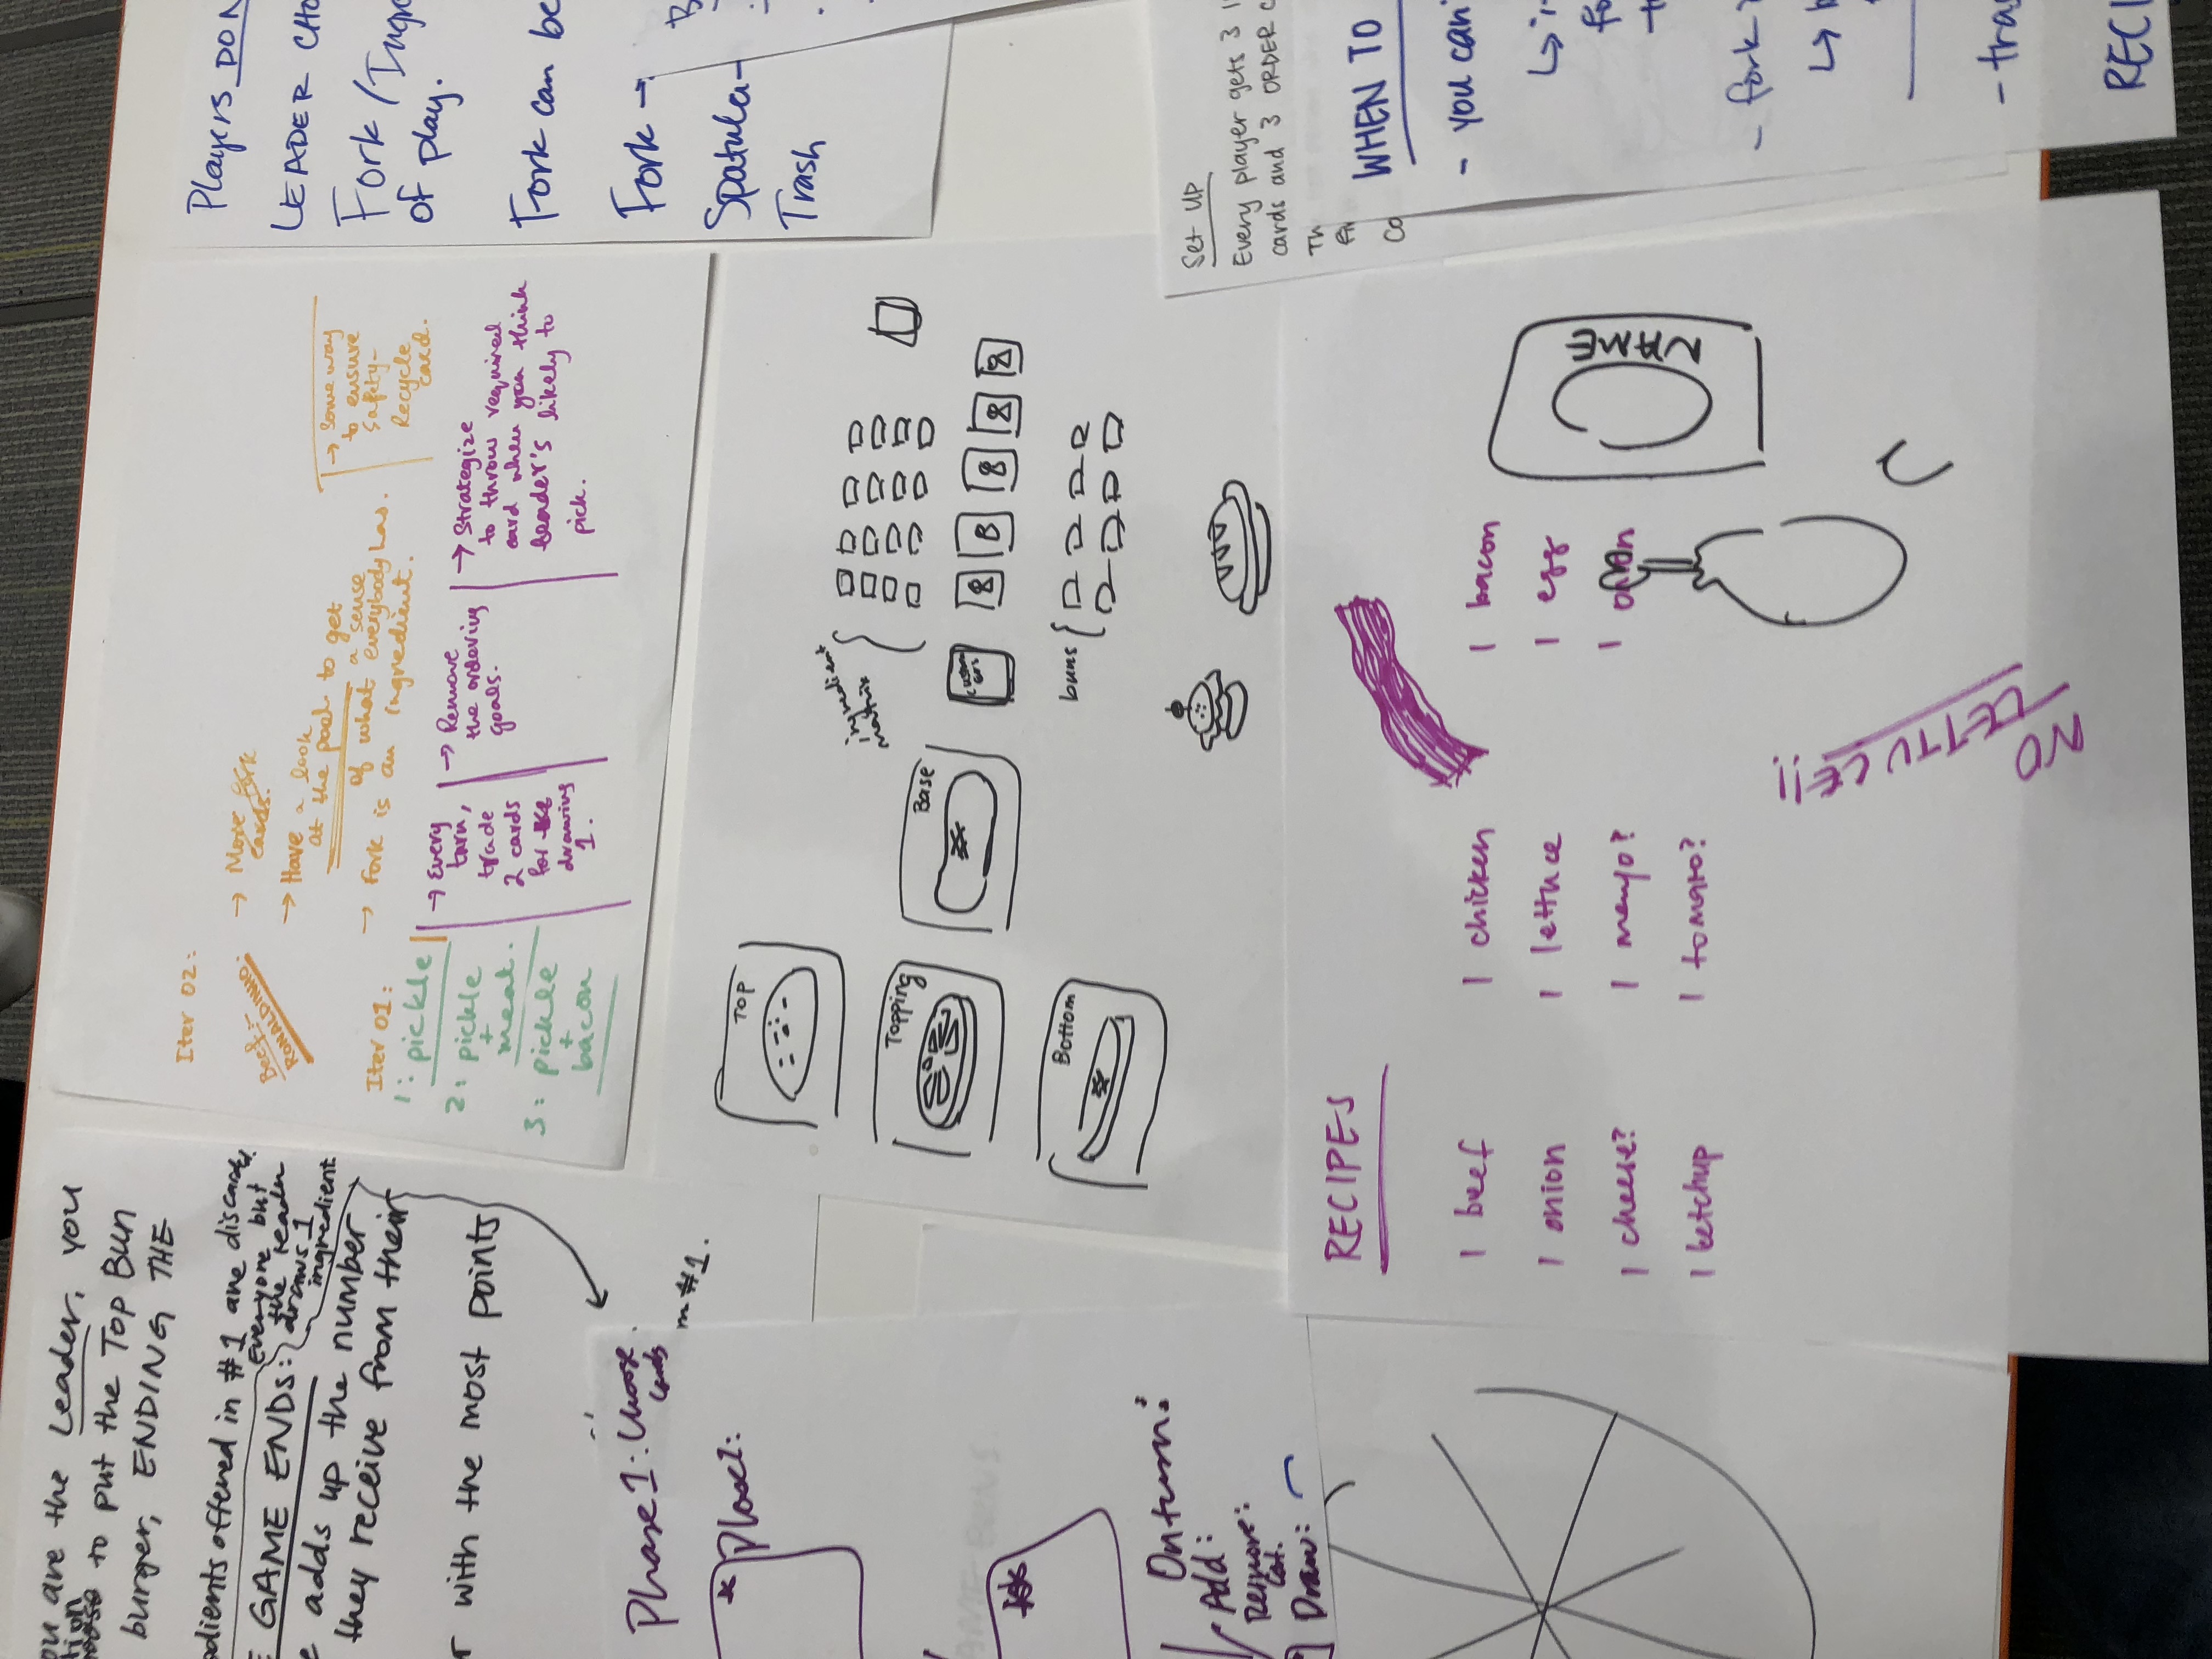 ou are the Leader, you
tion
to put the Top Bun
burger, ENDING THE
dients offered in #1 are discard.
Everyone but
the leader
draws 1
ingredient
E GAME ENDS:
e adds up the number
they receive from their
r with the most points
m #1.
Phase 1: Choose
cards
On turn:
Add:
Remove:
Draw:
Iter 02:
Beef:-
RONALDINHO.
→ More fork
cards.
→ Have a look
at the pool to get
a sense
of what everybody has.
→ Fork is an ingredient.
→ Some way
to ensure
safety-
Recycle
card.
Iter 01:
1: pickle
2: pickle
+
meat.
3: pickle
+
bacon
→ Every
turn,
trade
2 cards
for
drawing
1.
→ Remove
the ordering
goals.
→ Strategize
to throw required
card when you think
leader's likely to
pick.
Players DON
LEADER CHO
Fork / Ingr
of play.
Fork can be
Fork →
Spatula -
Trash
TOP
Topping
Base
Bottom
ingredient
matrix
buns
Set UP
Every player gets 3 I
cards and 3 ORDER C
Th
Co
WHEN TO
- you can
↳ i
fo
t
- fork
↳
- tras
RECI
RECIPES
1 beef
1 onion
1 cheese?
1 ketchup
1 chicken
1 lettuce
1 mayo?
1 tomato?
1 bacon
1 egg
1 onion
NAME
NO LETTUCE!!